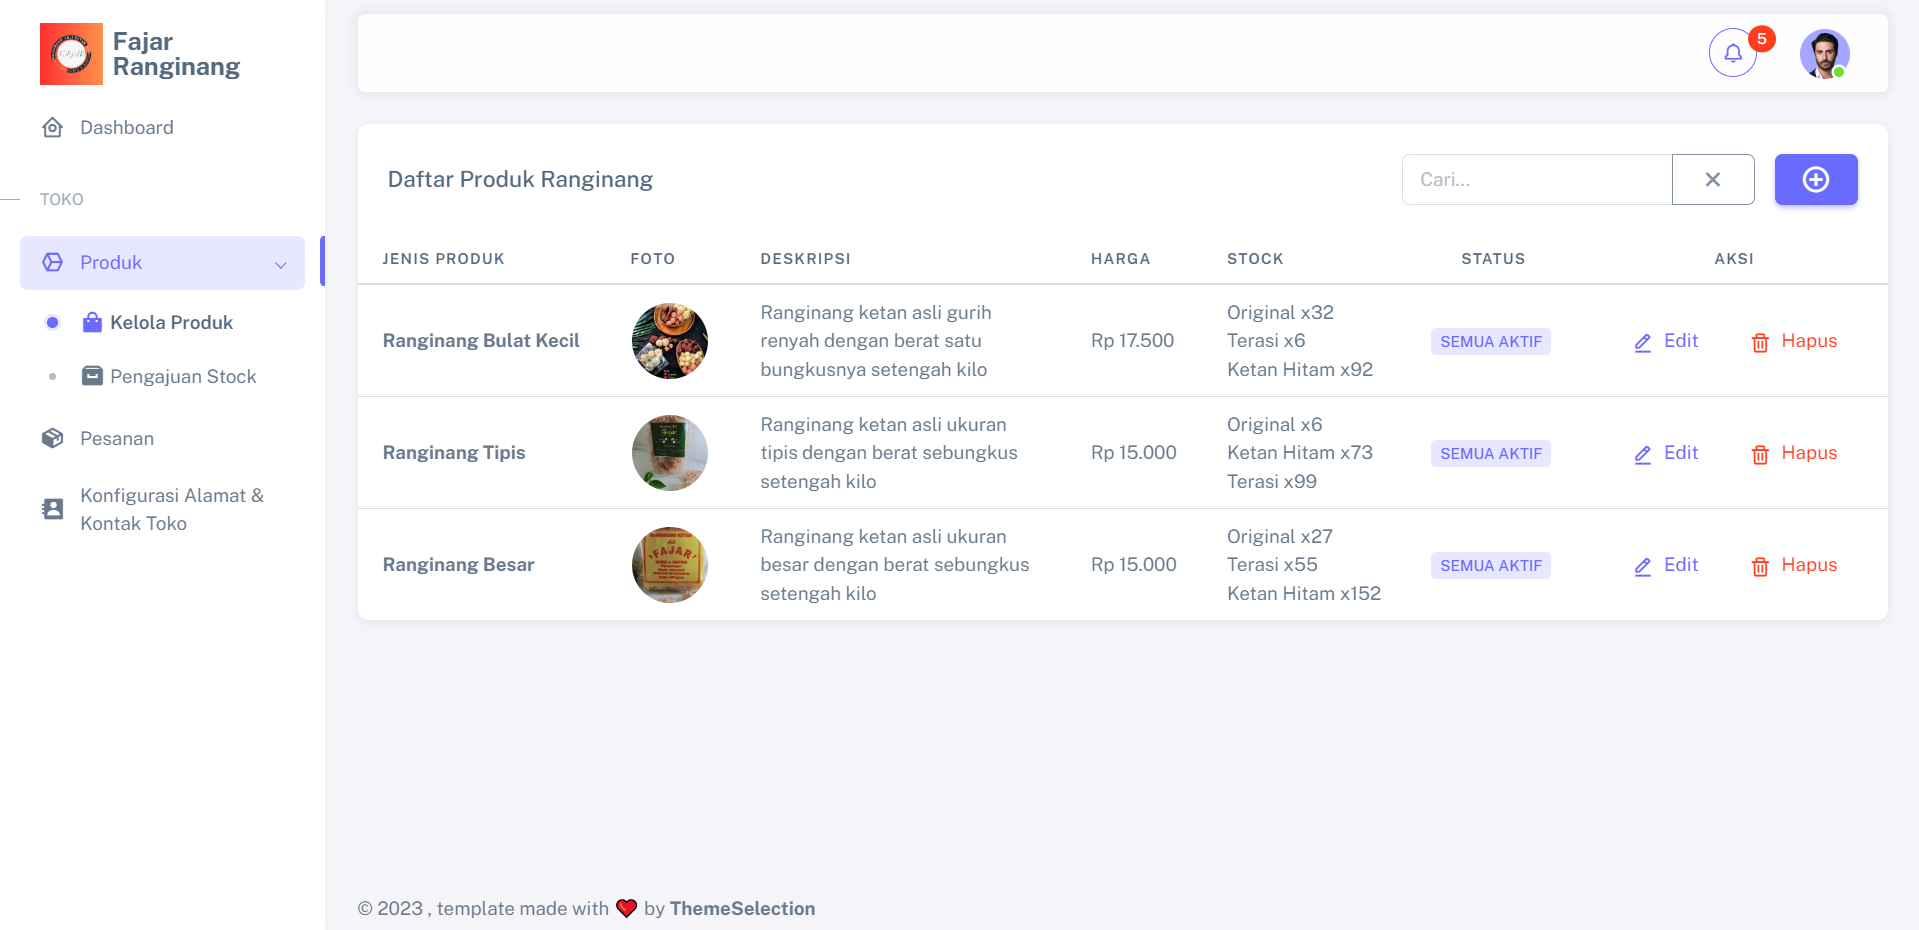 Fajar
Ranginang
Dashboard
TOKO
Produk
Kelola Produk
Pengajuan Stock
Pesanan
Konfigurasi Alamat &
Kontak Toko
5
Daftar Produk Ranginang
Cari...
JENIS PRODUK FOTO DESKRIPSI HARGA STOCK STATUS AKSI
Ranginang Bulat Kecil
Ranginang ketan asli gurih
renyah dengan berat satu
bungkusnya setengah kilo
Rp 17.500
Original x32
Terasi x6
Ketan Hitam x92
SEMUA AKTIF
Edit
Hapus
Ranginang Tipis
Ranginang ketan asli ukuran
tipis dengan berat sebungkus
setengah kilo
Rp 15.000
Original x6
Ketan Hitam x73
Terasi x99
SEMUA AKTIF
Edit
Hapus
Ranginang Besar
FAJAR
Ranginang ketan asli ukuran
besar dengan berat sebungkus
setengah kilo
Rp 15.000
Original x27
Terasi x55
Ketan Hitam x152
SEMUA AKTIF
Edit
Hapus
© 2023 , template made with ❤️ by ThemeSelection